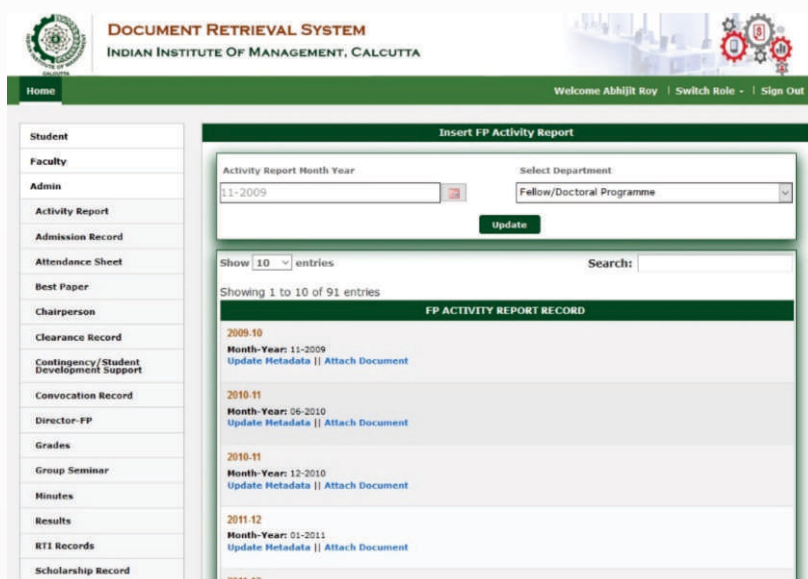 DOCUMENT RETRIEVAL SYSTEM
INDIAN INSTITUTE OF MANAGEMENT, CALCUTTA
CALCUTTA
Home
Welcome Abhijit Roy | Switch Role - | Sign Out
Student
Faculty
Admin
Activity Report
Admission Record
Attendance Sheet
Best Paper
Chairperson
Clearance Record
Contingency/Student
Development Support
Convocation Record
Director-FP
Grades
Group Seminar
Minutes
Results
RTI Records
Scholarship Record
Insert FP Activity Report
Activity Report Month Year
11-2009
Select Department
Fellow/Doctoral Programme
Update
Show 10 entries
Search:
Showing 1 to 10 of 91 entries
FP ACTIVITY REPORT RECORD
2009-10
Month-Year: 11-2009
Update Metadata || Attach Document
2010-11
Month-Year: 06-2010
Update Metadata || Attach Document
2010-11
Month-Year: 12-2010
Update Metadata || Attach Document
2011-12
Month-Year: 01-2011
Update Metadata || Attach Document